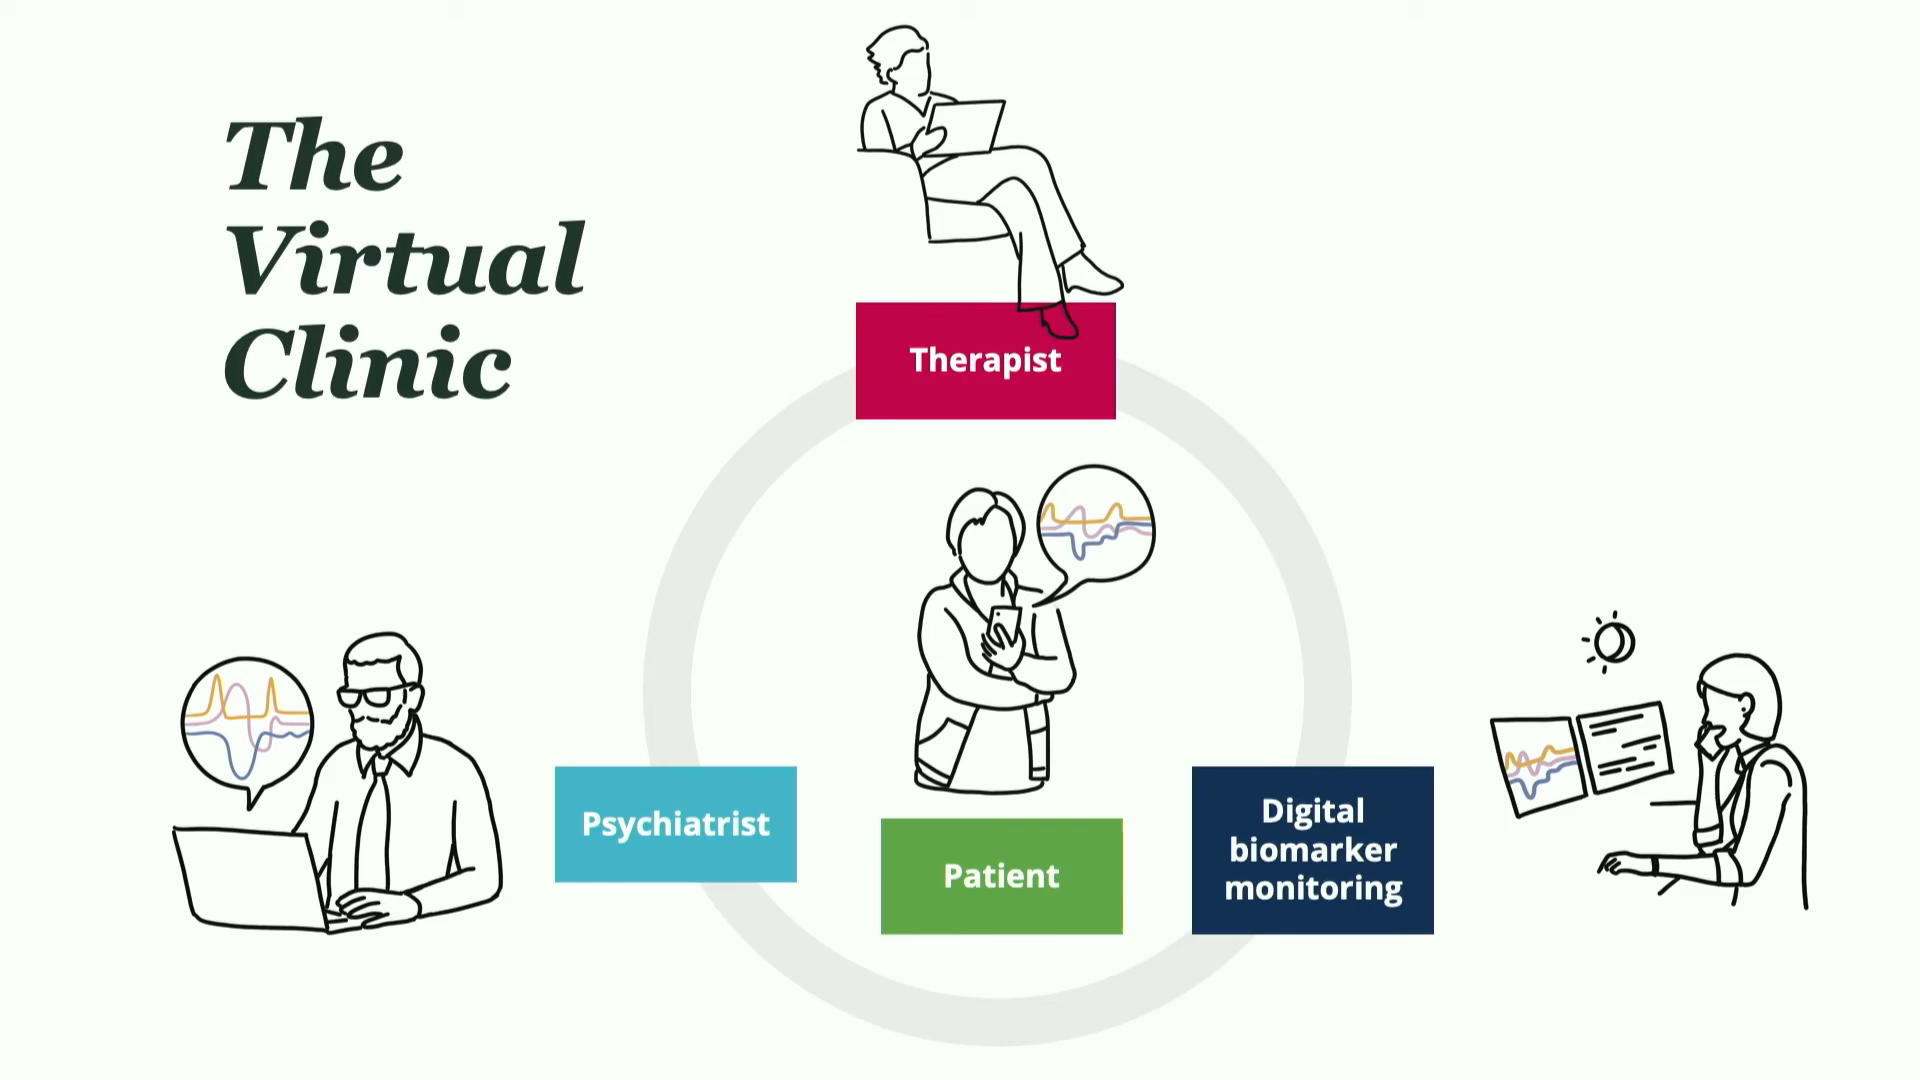 The
Virtual
Clinic
Therapist
Psychiatrist
Patient
Digital
biomarker
monitoring